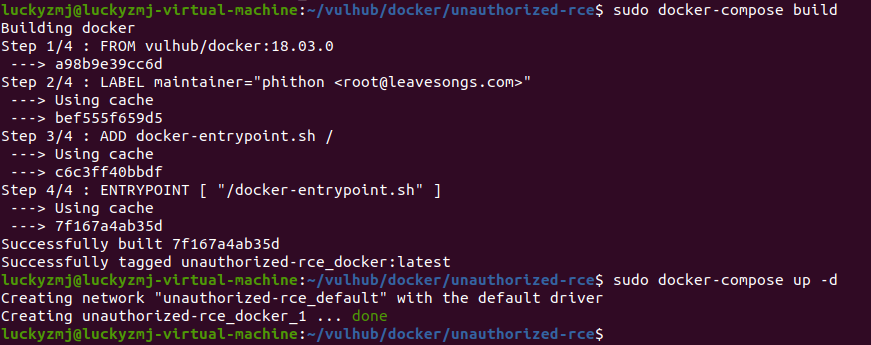 luckyzmj@luckyzmj-virtual-machine:~/vulhub/docker/unauthorized-rce$ sudo docker-compose build
Building docker
Step 1/4 : FROM vulhub/docker:18.03.0
 ---> a98b9e39cc6d
Step 2/4 : LABEL maintainer="phithon <root@leavesongs.com>"
 ---> Using cache
 ---> bef555f659d5
Step 3/4 : ADD docker-entrypoint.sh /
 ---> Using cache
 ---> c6c3ff40bbdf
Step 4/4 : ENTRYPOINT [ "/docker-entrypoint.sh" ]
 ---> Using cache
 ---> 7f167a4ab35d
Successfully built 7f167a4ab35d
Successfully tagged unauthorized-rce_docker:latest
luckyzmj@luckyzmj-virtual-machine:~/vulhub/docker/unauthorized-rce$ sudo docker-compose up -d
Creating network "unauthorized-rce_default" with the default driver
Creating unauthorized-rce_docker_1 ... done
luckyzmj@luckyzmj-virtual-machine:~/vulhub/docker/unauthorized-rce$